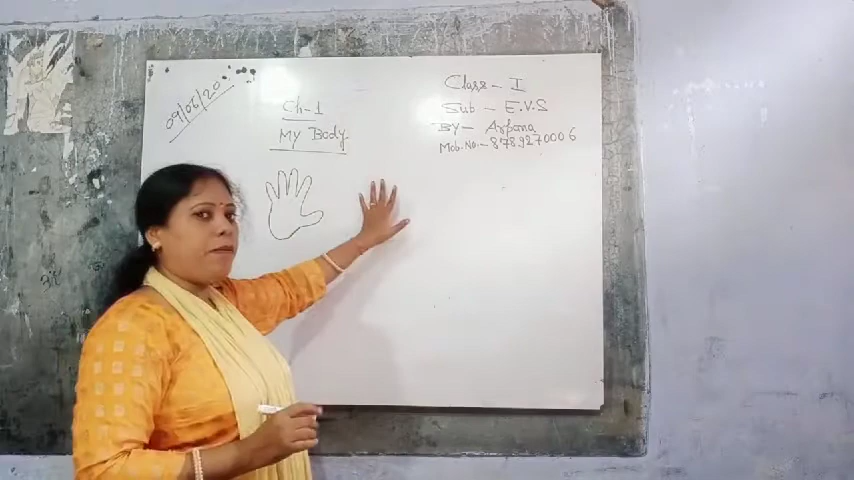 09/06/20
Ch-1
My Body
Class - I
Sub - E.V.S
BY - Arpana
Mob. No. - 8789270006